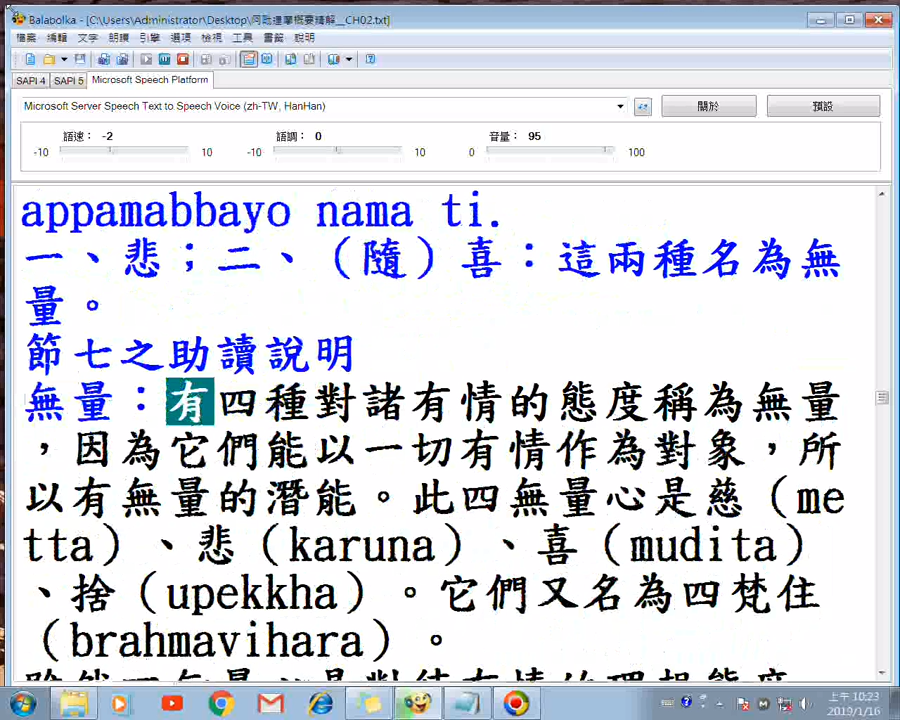 Balabolka - [C:\Users\Administrator\Desktop\阿毗達摩概要精解__CH02.txt]
檔案 編輯 文字 朗讀 引擎 選項 檢視 工具 書籤 說明
SAPI 4 SAPI 5 Microsoft Speech Platform
Microsoft Server Speech Text to Speech Voice (zh-TW, HanHan)
關於
預設
語速： -2 語調： 0 音量： 95
-10 10 -10 10 0 100
appamabbayo nama ti.
一、悲；二、（隨）喜：這兩種名為無
量。
節七之助讀說明
無量：有四種對諸有情的態度稱為無量
，因為它們能以一切有情作為對象，所
以有無量的潛能。此四無量心是慈（me
tta）、悲（karuna）、喜（mudita）
、捨（upekkha）。它們又名為四梵住
（brahmavihara）。
上午 10:23
2019/1/16